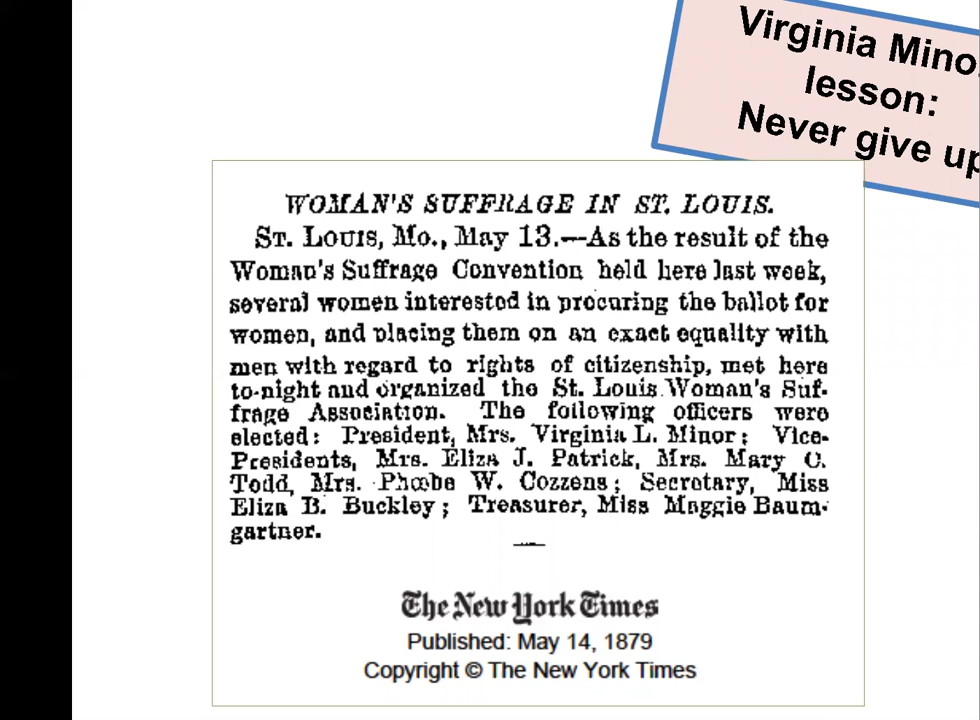 Virginia Mino
lesson:
Never give up
WOMAN'S SUFFRAGE IN ST. LOUIS.
ST. LOUIS, Mo., May 13.—As the result of the
Woman's Suffrage Convention held here last week,
several women interested in procuring the ballot for
women, and placing them on an exact equality with
men with regard to rights of citizenship, met here
to-night and organized the St. Louis Woman's Suf-
frage Association. The following officers were
elected: President, Mrs. Virginia L. Minor; Vice-
Presidents, Mrs. Eliza J. Patrick, Mrs. Mary C.
Todd, Mrs. Phœbe W. Cozzens; Secretary, Miss
Eliza B. Buckley; Treasurer, Miss Maggie Baum-
gartner.
The New York Times
Published: May 14, 1879
Copyright © The New York Times